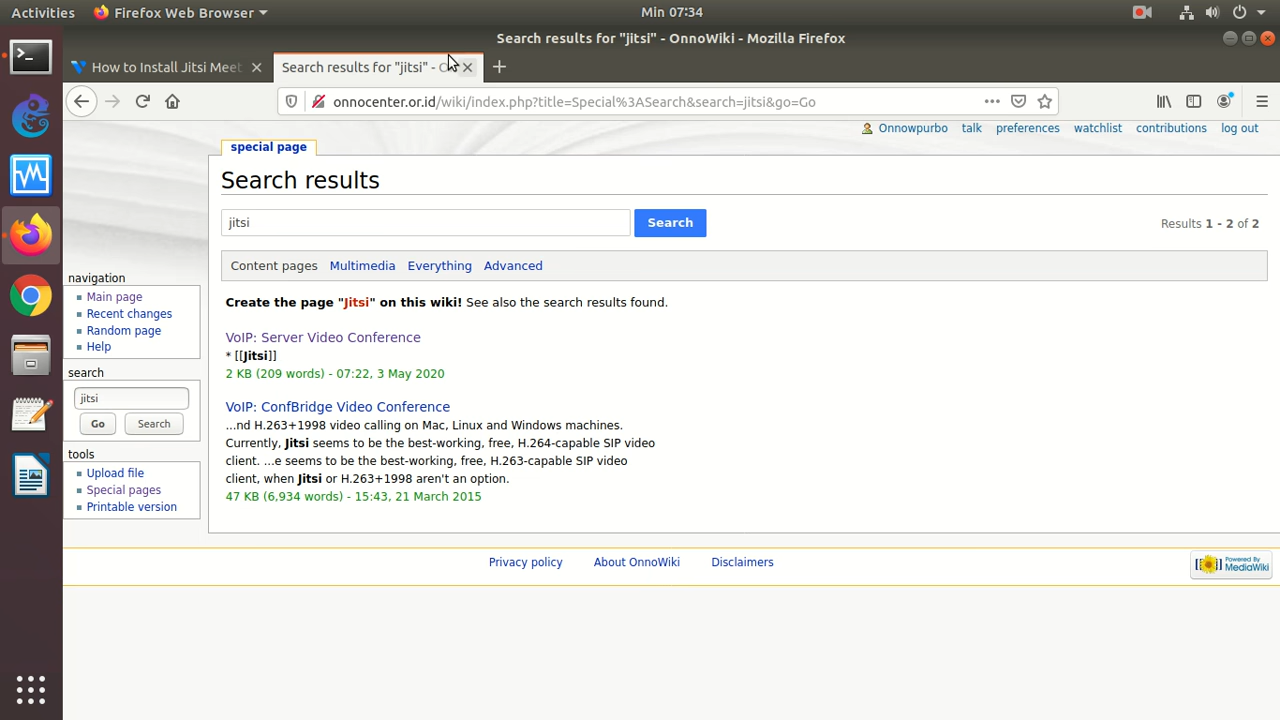 Activities
Firefox Web Browser
Min 07:34
Search results for "jitsi" - OnnoWiki - Mozilla Firefox
How to Install Jitsi Meet
Search results for "jitsi" - O
onnocenter.or.id/wiki/index.php?title=Special%3ASearch&search=jitsi&go=Go
Onnowpurbo talk preferences watchlist contributions log out
special page
Search results
jitsi
Search
Results 1 - 2 of 2
Content pages Multimedia Everything Advanced
Create the page "Jitsi" on this wiki! See also the search results found.
VoIP: Server Video Conference
* [[Jitsi]]
2 KB (209 words) - 07:22, 3 May 2020
VoIP: ConfBridge Video Conference
...nd H.263+1998 video calling on Mac, Linux and Windows machines.
Currently, Jitsi seems to be the best-working, free, H.264-capable SIP video
client. ...e seems to be the best-working, free, H.263-capable SIP video
client, when Jitsi or H.263+1998 aren't an option.
47 KB (6,934 words) - 15:43, 21 March 2015
navigation
Main page
Recent changes
Random page
Help
search
jitsi
Go
Search
tools
Upload file
Special pages
Printable version
Privacy policy
About OnnoWiki
Disclaimers
Powered By
MediaWiki